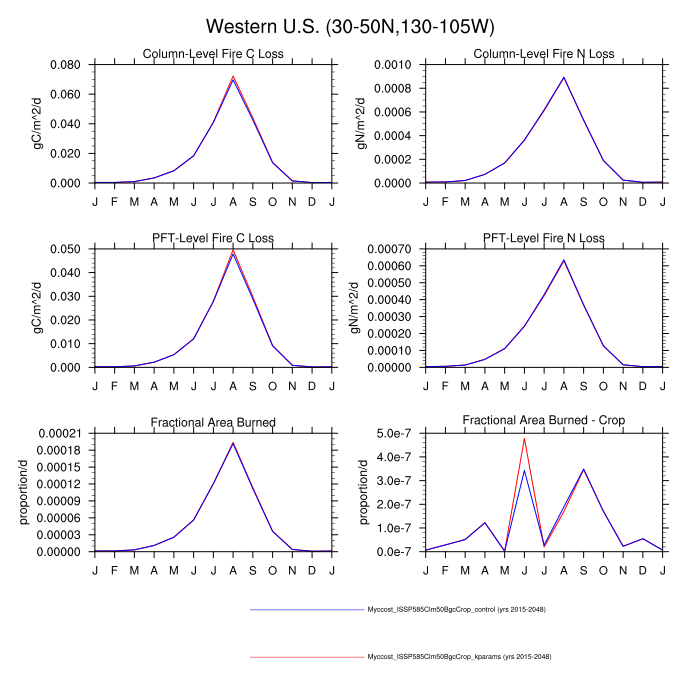 Western U.S. (30-50N,130-105W)
Column-Level Fire C Loss
gC/m^2/d
0.080
0.060
0.040
0.020
0.000
J F M A M J J A S O N D J
Column-Level Fire N Loss
gN/m^2/d
0.0010
0.0008
0.0006
0.0004
0.0002
0.0000
J F M A M J J A S O N D J
PFT-Level Fire C Loss
gC/m^2/d
0.050
0.040
0.030
0.020
0.010
0.000
J F M A M J J A S O N D J
PFT-Level Fire N Loss
gN/m^2/d
0.00070
0.00060
0.00050
0.00040
0.00030
0.00020
0.00010
0.00000
J F M A M J J A S O N D J
Fractional Area Burned
proportion/d
0.00021
0.00018
0.00015
0.00012
0.00009
0.00006
0.00003
0.00000
J F M A M J J A S O N D J
Fractional Area Burned - Crop
proportion/d
5.0e-7
4.0e-7
3.0e-7
2.0e-7
1.0e-7
0.0e-7
J F M A M J J A S O N D J
Myccost_ISSP585Clm50BgcCrop_control (yrs 2015-2048)
Myccost_ISSP585Clm50BgcCrop_kparams (yrs 2015-2048)